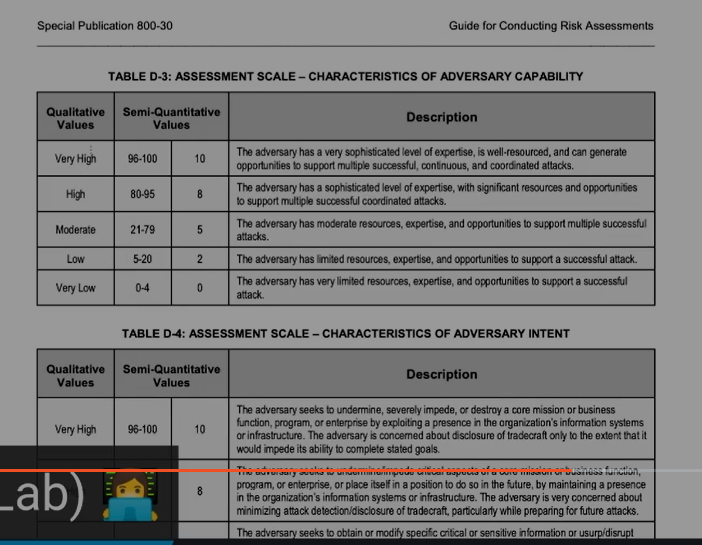 Special Publication 800-30 Guide for Conducting Risk Assessments
TABLE D-3: ASSESSMENT SCALE – CHARACTERISTICS OF ADVERSARY CAPABILITY
Qualitative Values Semi-Quantitative Values Description
Very High 96-100 10 The adversary has a very sophisticated level of expertise, is well-resourced, and can generate
opportunities to support multiple successful, continuous, and coordinated attacks.
High 80-95 8 The adversary has a sophisticated level of expertise, with significant resources and opportunities
to support multiple successful coordinated attacks.
Moderate 21-79 5 The adversary has moderate resources, expertise, and opportunities to support multiple successful
attacks.
Low 5-20 2 The adversary has limited resources, expertise, and opportunities to support a successful attack.
Very Low 0-4 0 The adversary has very limited resources, expertise, and opportunities to support a successful
attack.
TABLE D-4: ASSESSMENT SCALE – CHARACTERISTICS OF ADVERSARY INTENT
Qualitative Values Semi-Quantitative Values Description
Very High 96-100 10 The adversary seeks to undermine, severely impede, or destroy a core mission or business
function, program, or enterprise by exploiting a presence in the organization's information systems
or infrastructure. The adversary is concerned about disclosure of tradecraft only to the extent that it
would impede its ability to complete stated goals.
8 The adversary seeks to undermine/impede critical aspects of a core mission or business function,
program, or enterprise, or place itself in a position to do so in the future, by maintaining a presence
in the organization's information systems or infrastructure. The adversary is very concerned about
minimizing attack detection/disclosure of tradecraft, particularly while preparing for future attacks.
The adversary seeks to obtain or modify specific critical or sensitive information or usurp/disrupt
Lab)